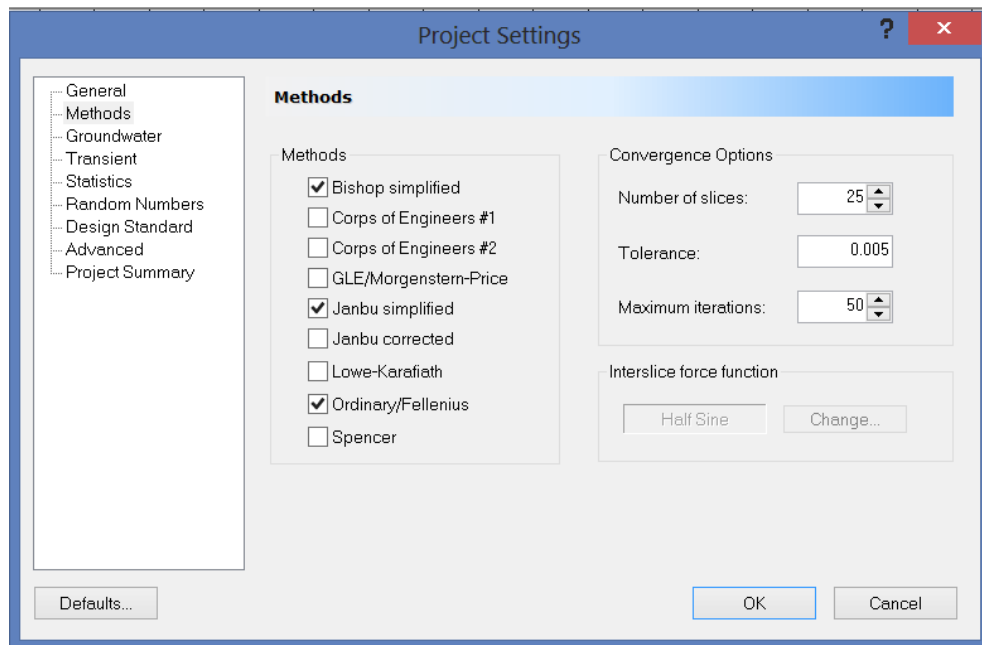 Project Settings
?
General
Methods
Groundwater
Transient
Statistics
Random Numbers
Design Standard
Advanced
Project Summary
Methods
Methods
Bishop simplified
Corps of Engineers #1
Corps of Engineers #2
GLE/Morgenstern-Price
Janbu simplified
Janbu corrected
Lowe-Karafiath
Ordinary/Fellenius
Spencer
Convergence Options
Number of slices: 25
Tolerance: 0.005
Maximum iterations: 50
Interslice force function
Half Sine Change...
Defaults... OK Cancel